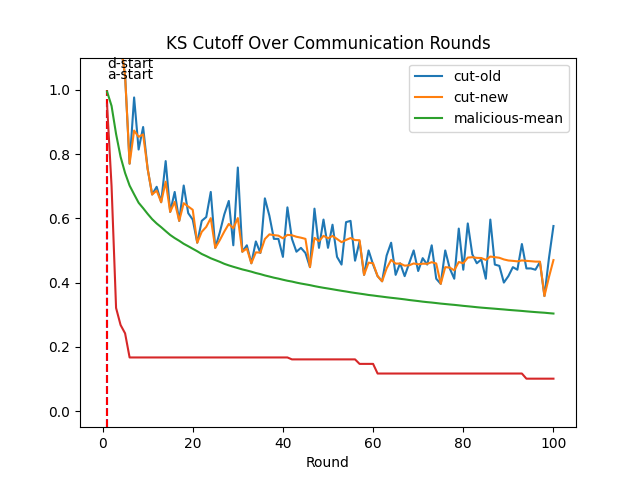 KS Cutoff Over Communication Rounds
d-start
a-start
cut-old
cut-new
malicious-mean
1.0
0.8
0.6
0.4
0.2
0.0
0 20 40 60 80 100
Round